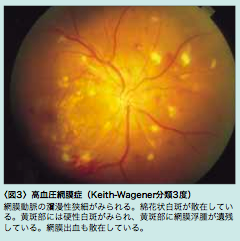 〈図3〉高血圧網膜症（Keith-Wagener分類3度）
網膜動脈の瀰漫性狭細がみられる。綿花状白斑が散在してい
る。黄斑部には硬性白斑がみられ、黄斑部に網膜浮腫が遺残
している。網膜出血も散在している。